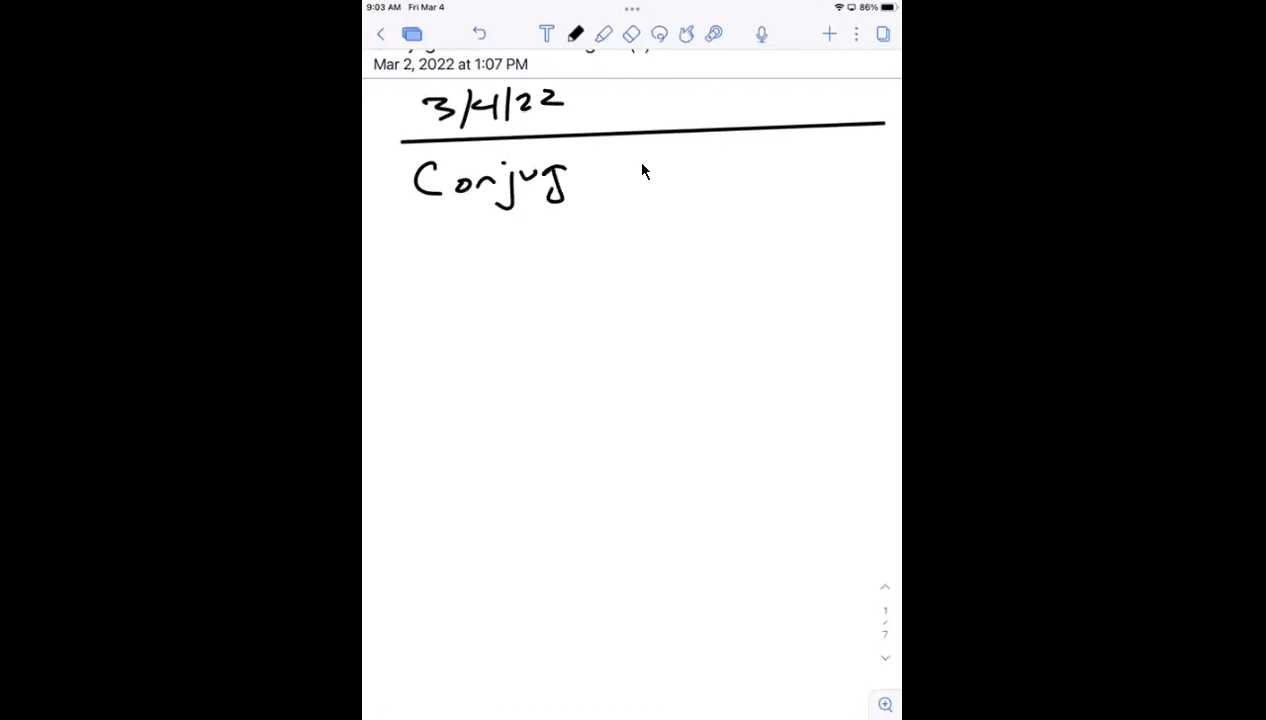 9:03 AM Fri Mar 4
86%
Mar 2, 2022 at 1:07 PM
3/4/22
Conjug
1
/
7